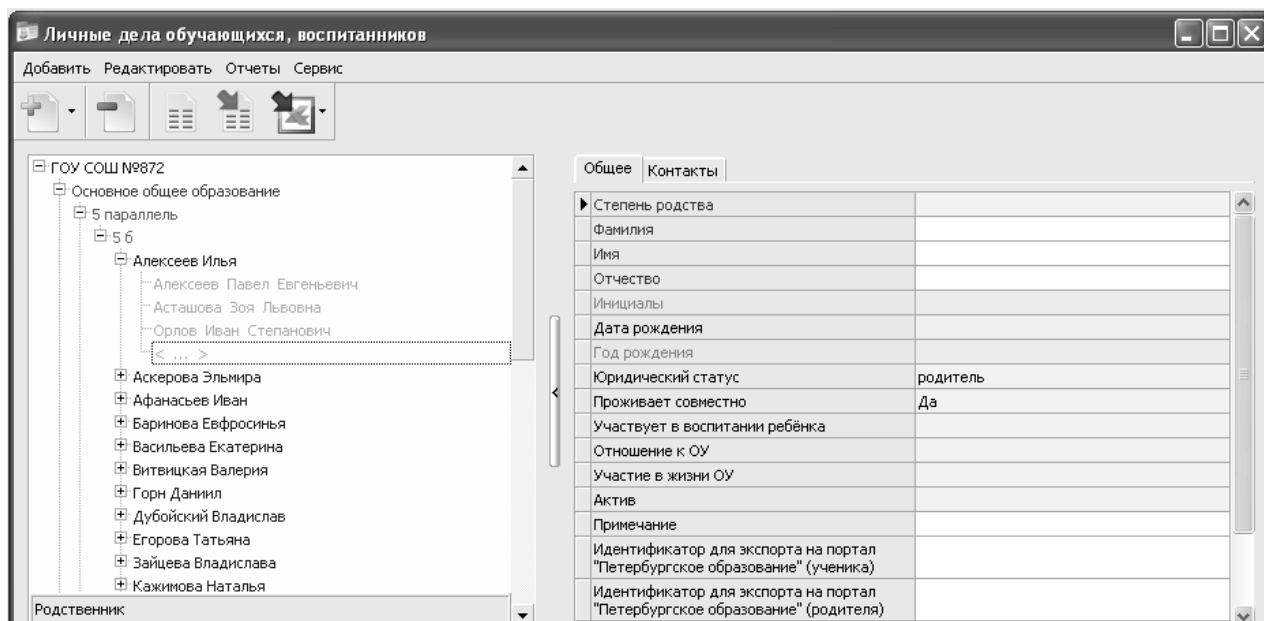 Личные дела обучающихся, воспитанников
Добавить Редактировать Отчеты Сервис
ГОУ СОШ №872
Основное общее образование
5 параллель
5 б
Алексеев Илья
Алексеев Павел Евгеньевич
Асташова Зоя Львовна
Орлов Иван Степанович
< ... >
Аскерова Эльмира
Афанасьев Иван
Баринова Евфросинья
Васильева Екатерина
Витвицкая Валерия
Горн Даниил
Дубойский Владислав
Егорова Татьяна
Зайцева Владислава
Кажимова Наталья
Родственник
Общее Контакты
Степень родства
Фамилия
Имя
Отчество
Инициалы
Дата рождения
Год рождения
Юридический статус родитель
Проживает совместно Да
Участвует в воспитании ребёнка
Отношение к ОУ
Участие в жизни ОУ
Актив
Примечание
Идентификатор для экспорта на портал
"Петербургское образование" (ученика)
Идентификатор для экспорта на портал
"Петербургское образование" (родителя)